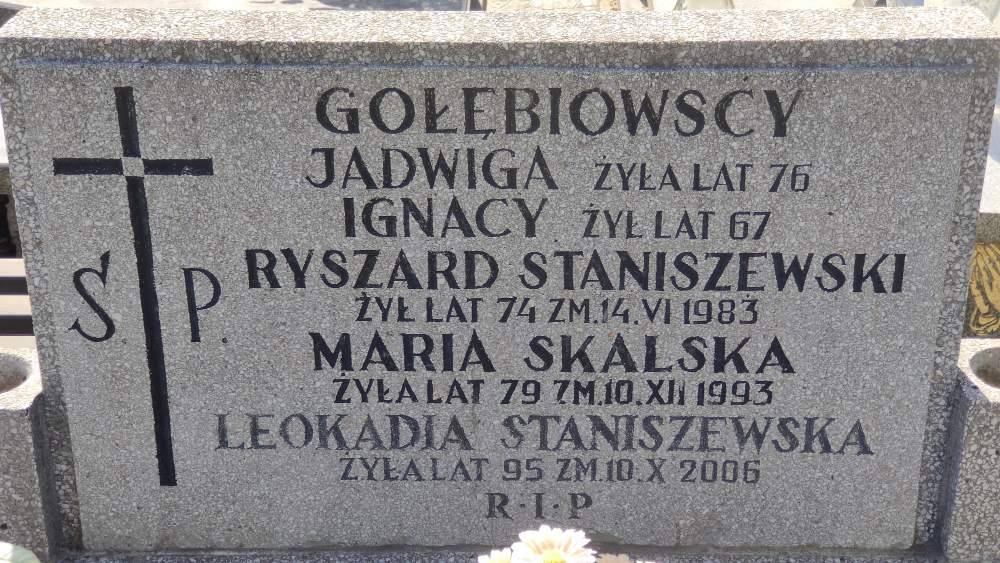 Ś. P.
GOŁĘBIOWSCY
JADWIGA ŻYŁA LAT 76
IGNACY ŻYŁ LAT 67
RYSZARD STANISZEWSKI
ŻYŁ LAT 74 ZM.14.VI 1983
MARIA SKALSKA
ŻYŁA LAT 79 ZM.10.XII 1993
LEOKADIA STANISZEWSKA
ŻYŁA LAT 95 ZM.10.X 2006
R·I·P